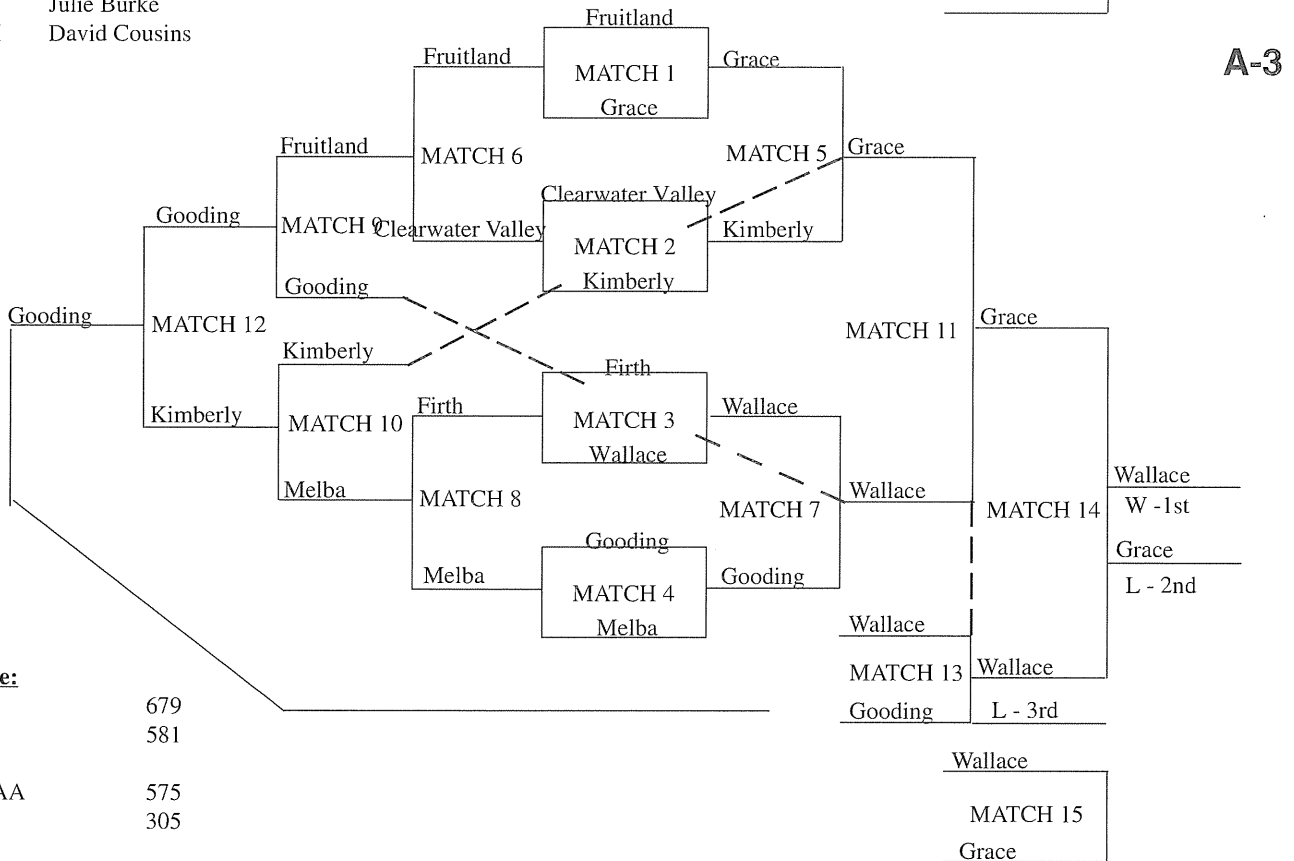 Julie Burke
David Cousins
A-3
Fruitland
MATCH 1
Grace
Fruitland
Grace
Fruitland
MATCH 6
MATCH 5
Grace
Clearwater Valley
Gooding
MATCH 9
Clearwater Valley
MATCH 2
Kimberly
Kimberly
Gooding
Gooding
MATCH 12
MATCH 11
Grace
Kimberly
Firth
Kimberly
MATCH 10
Firth
MATCH 3
Wallace
Wallace
Melba
MATCH 8
MATCH 7
Wallace
MATCH 14
Wallace
W -1st
Gooding
Grace
Melba
MATCH 4
Gooding
L - 2nd
Melba
Wallace
MATCH 13
Wallace
Gooding
L - 3rd
e:
679
581
AA
575
305
Wallace
MATCH 15
Grace